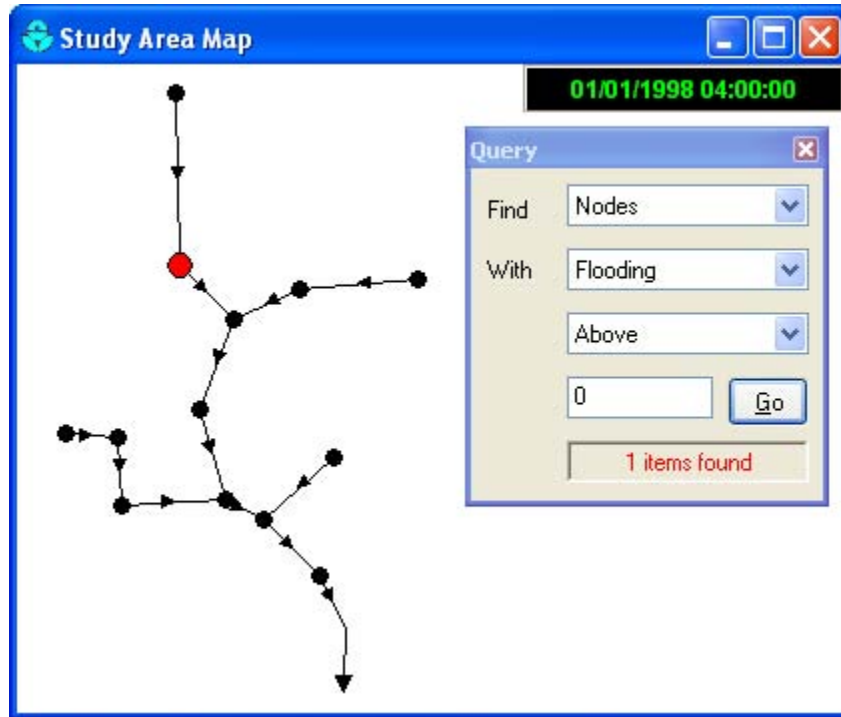 Study Area Map
01/01/1998 04:00:00
Query
Find Nodes
With Flooding
Above
0 Go
1 items found